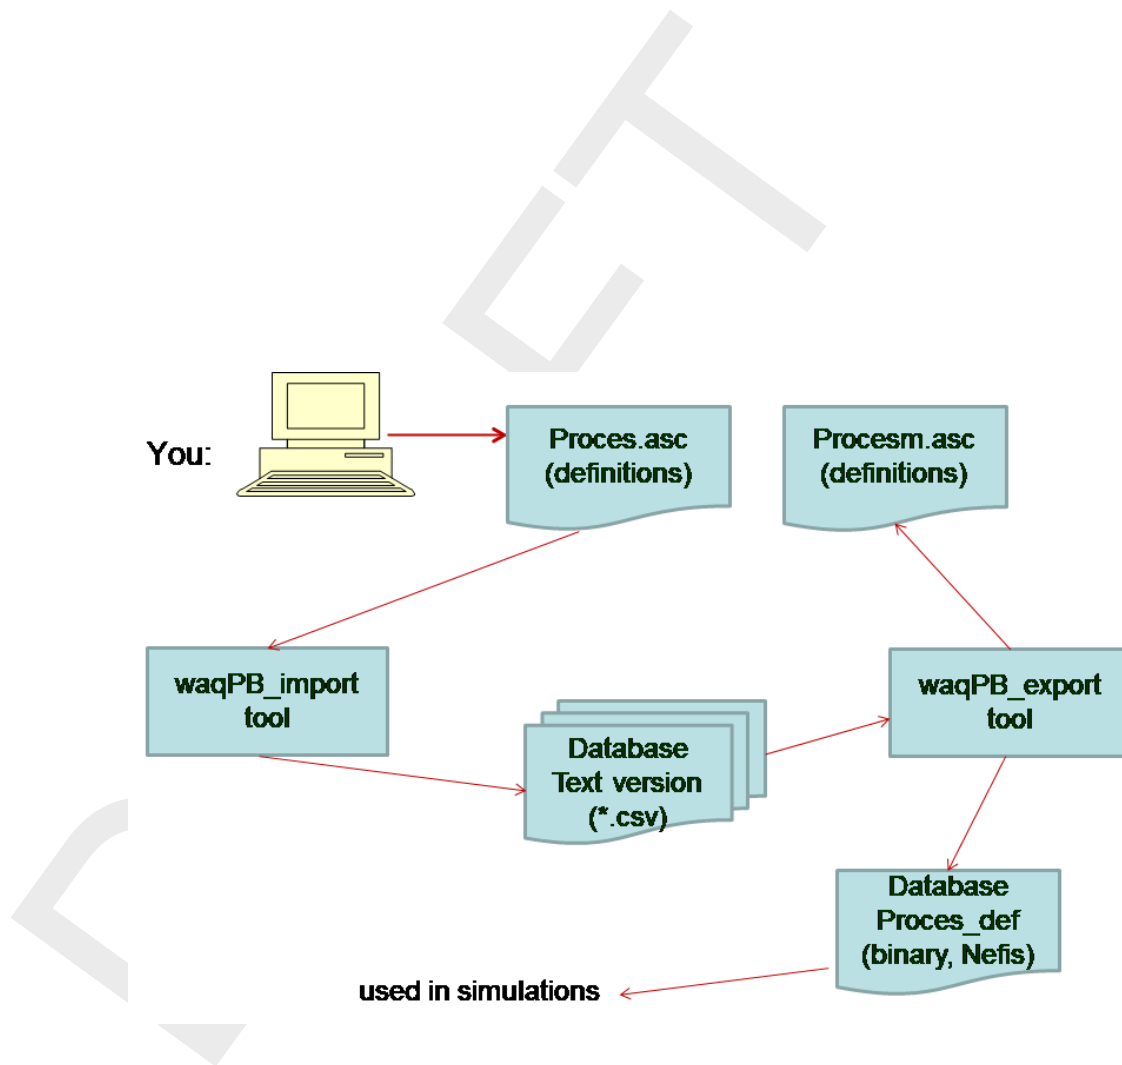 You:
Proces.asc
(definitions)
Procesm.asc
(definitions)
waqPB_import
tool
waqPB_export
tool
Database
Text version
(*.csv)
Database
Proces_def
(binary, Nefis)
used in simulations